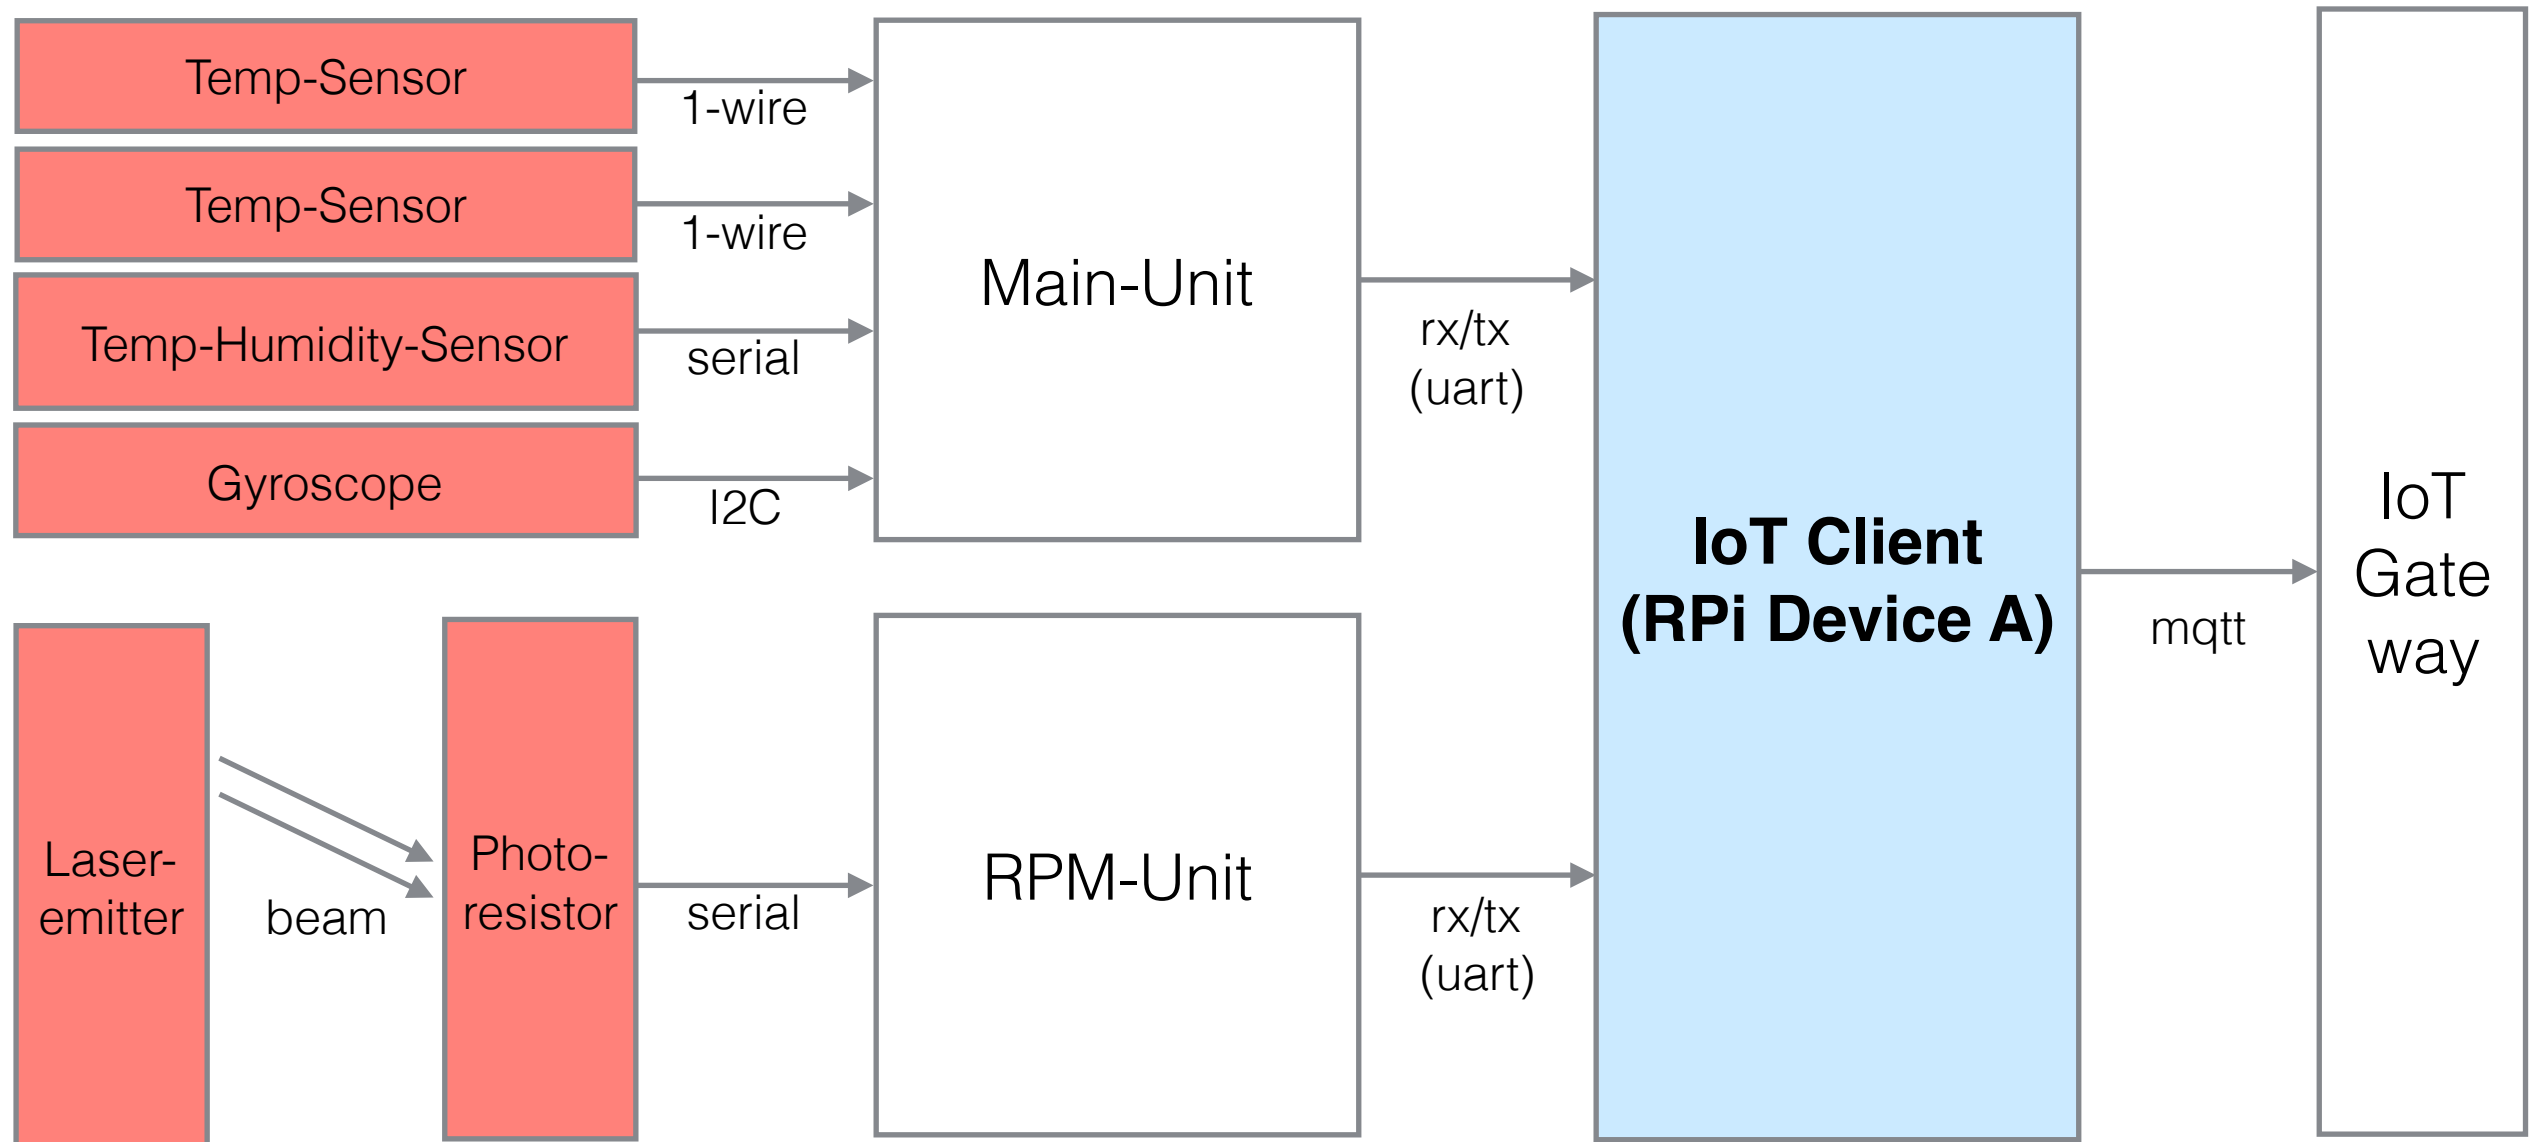 Temp-Sensor
1-wire
Temp-Sensor
1-wire
Temp-Humidity-Sensor
serial
Gyroscope
I2C
Main-Unit
rx/tx
(uart)
Laser-
emitter
beam
Photo-
resistor
serial
RPM-Unit
rx/tx
(uart)
IoT Client
(RPi Device A)
mqtt
IoT
Gate
way